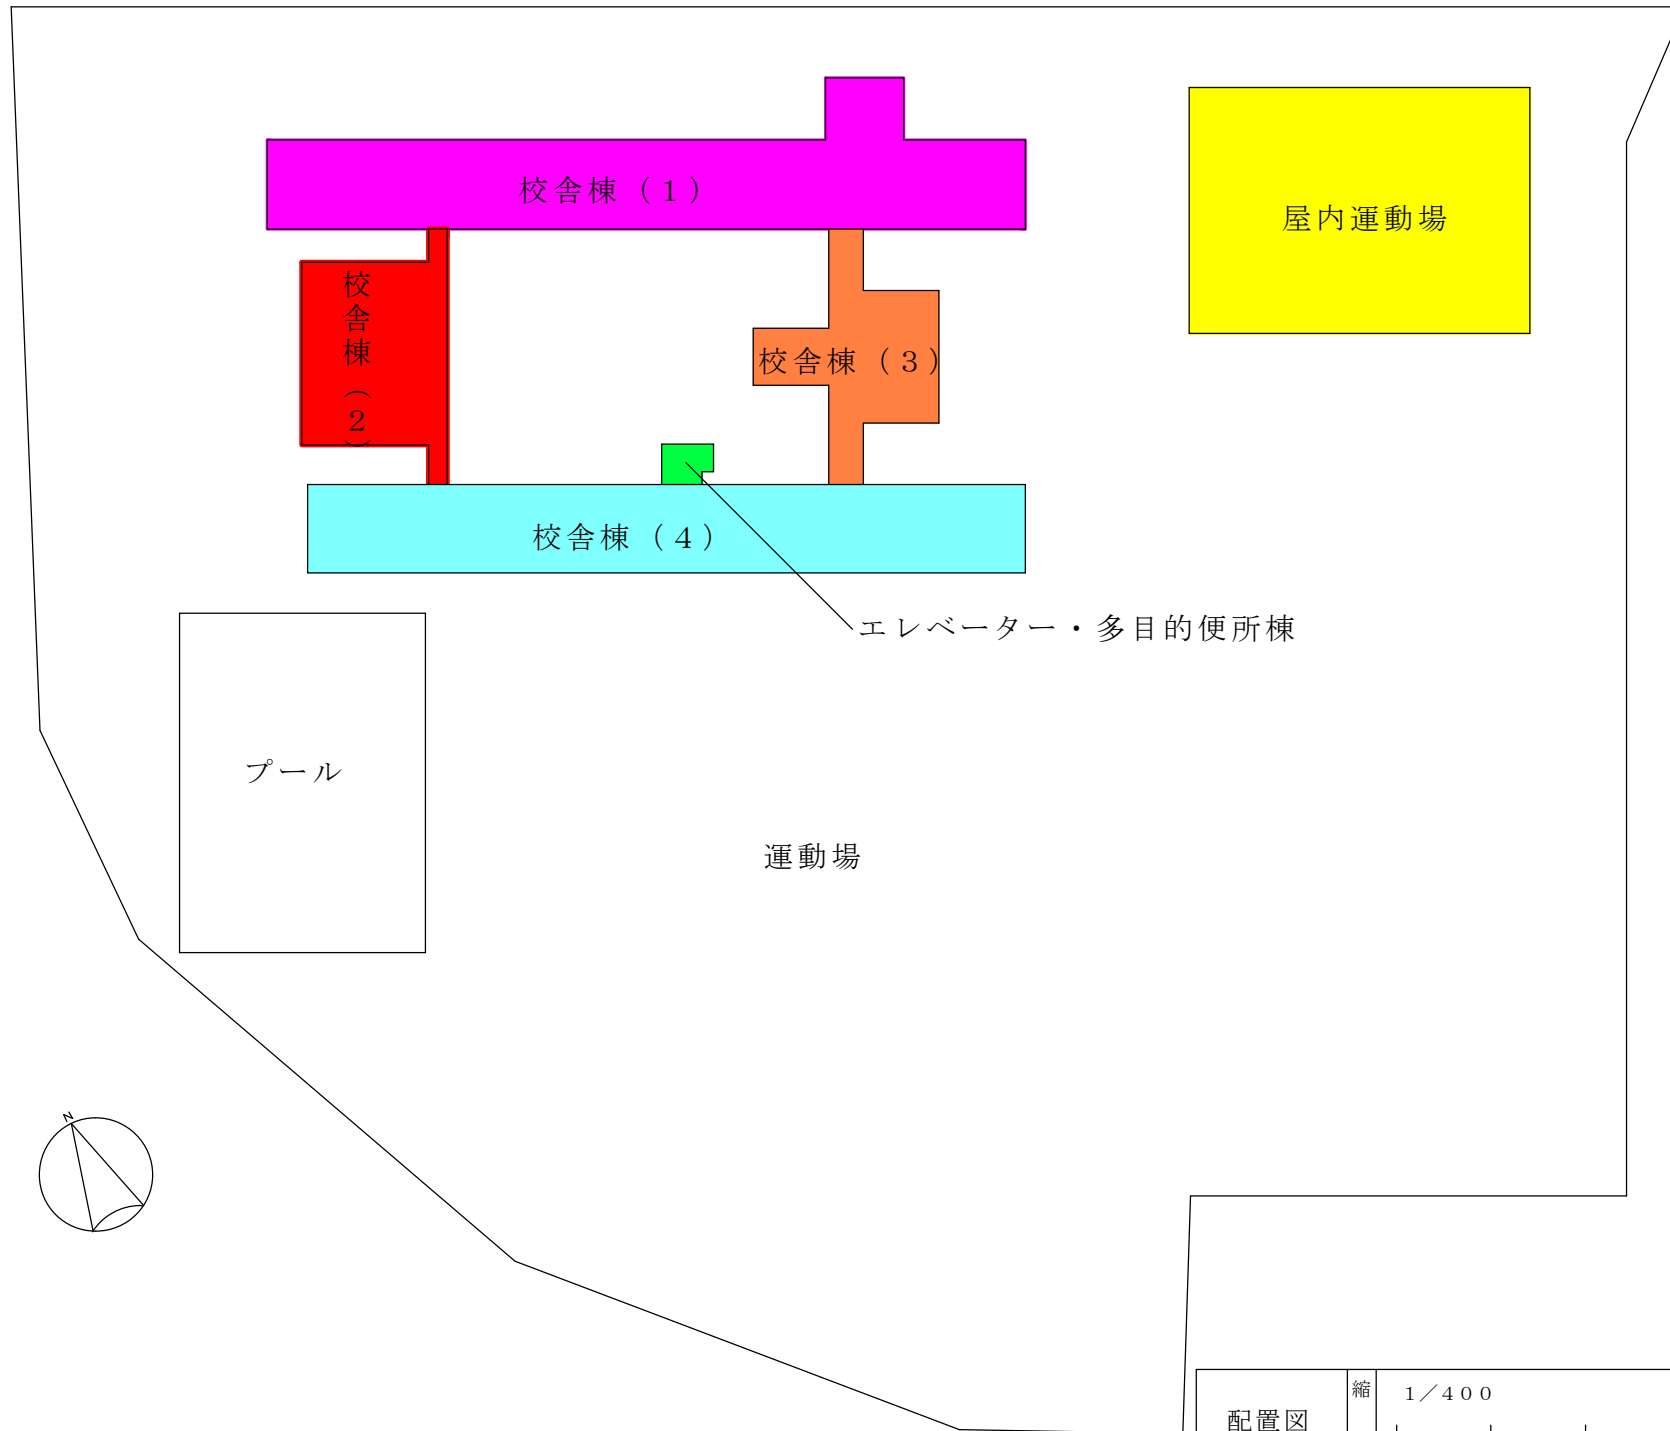 校舎棟（１）
屋内運動場
校舎棟（２）
校舎棟（３）
校舎棟（４）
エレベーター・多目的便所棟
プール
運動場
N
配置図
縮
１／４００